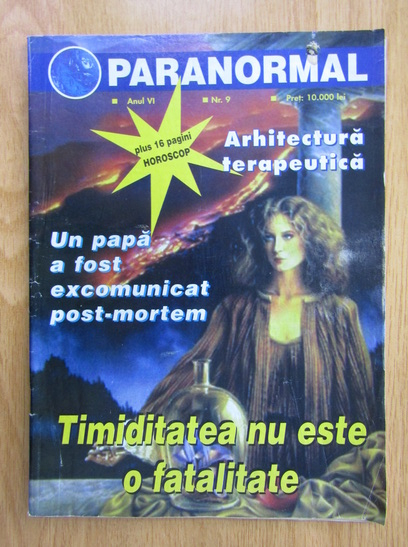 PARANORMAL
Anul VI
Nr. 9
Preț: 10.000 lei
plus 16 pagini
HOROSCOP
Arhitectură
terapeutică
Un papă
a fost
excomunicat
post-mortem
Timiditatea nu este
o fatalitate